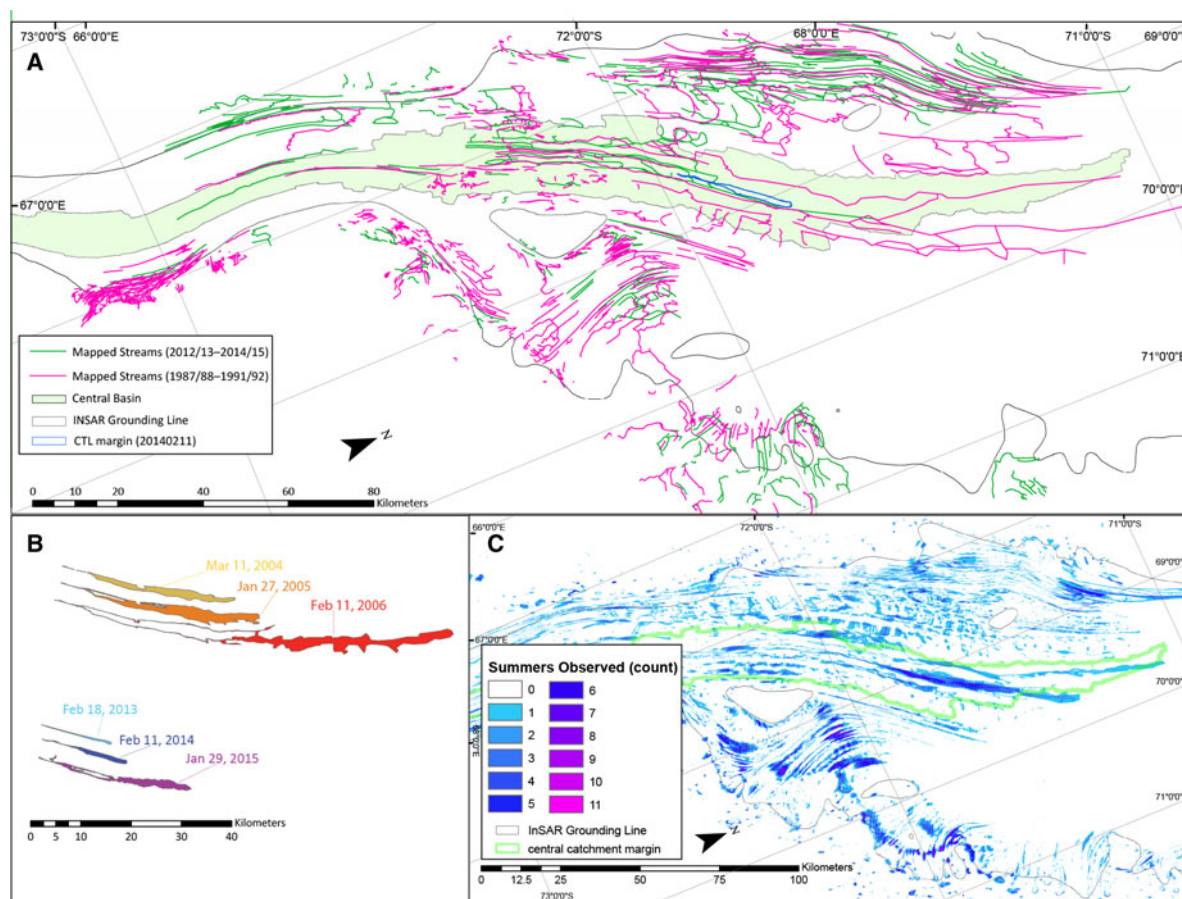 73°0'0"S 66°0'0"E 72°0'0"S 68°0'0"E 71°0'0"S 69°0'0"E
A
67°0'0"E
70°0'0"E
71°0'0"E
Mapped Streams (2012/13–2014/15)
Mapped Streams (1987/88–1991/92)
Central Basin
INSAR Grounding Line
CTL margin (20140211)
N
0 10 20 40 60 80
Kilometers
B
Mar 11, 2004
Jan 27, 2005
Feb 11, 2006
Feb 18, 2013
Feb 11, 2014
Jan 29, 2015
Kilometers
0 5 10 20 30 40
C
66°0'0"E 72°0'0"S 71°0'0"S
69°0'0"E
67°0'0"E
70°0'0"E
71°0'0"E
Summers Observed (count)
0 6
1 7
2 8
3 9
4 10
5 11
InSAR Grounding Line
central catchment margin
N
Kilometers
0 12.5 25 50 75 100
73°0'0"S